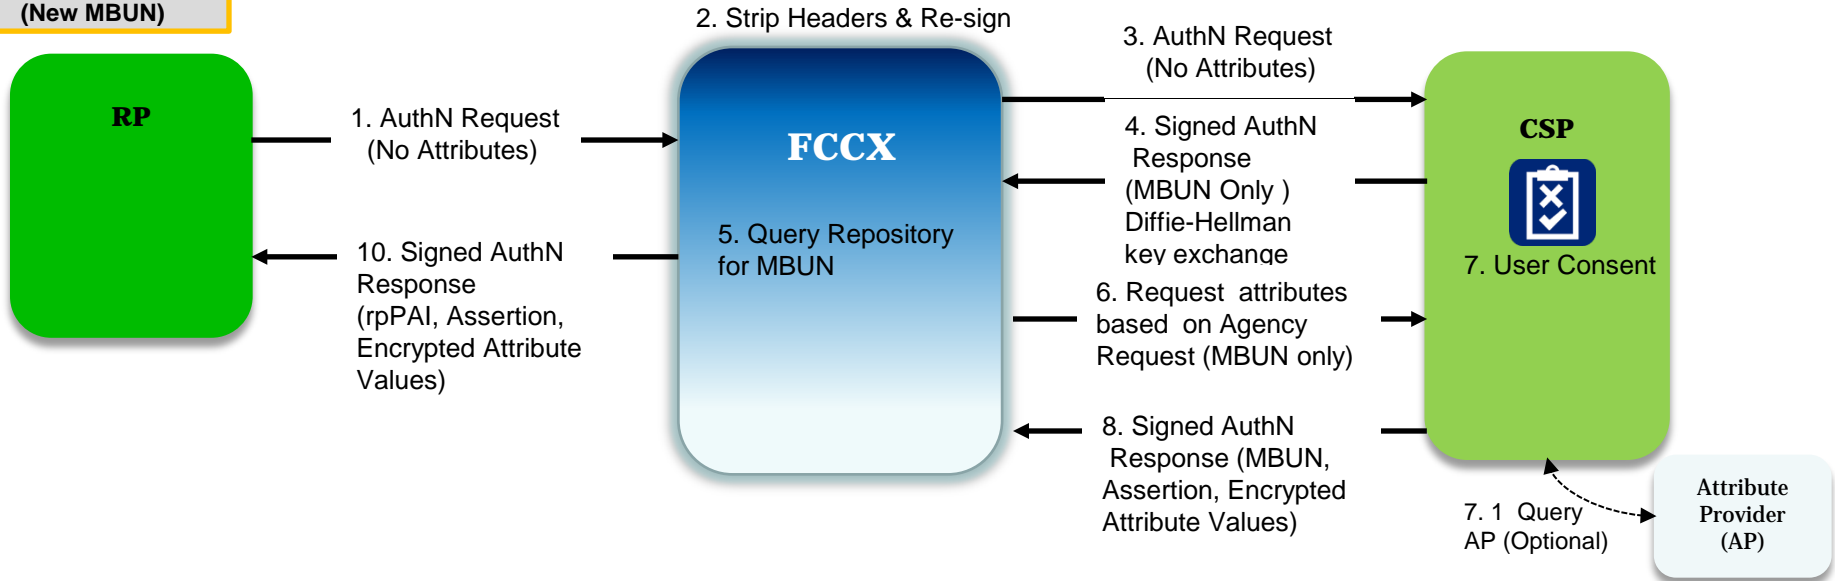 (New MBUN)
2. Strip Headers & Re-sign
RP
1. AuthN Request
(No Attributes)
FCCX
3. AuthN Request
(No Attributes)
CSP
4. Signed AuthN
Response
(MBUN Only )
Diffie-Hellman
key exchange
5. Query Repository
for MBUN
7. User Consent
10. Signed AuthN
Response
(rpPAI, Assertion,
Encrypted Attribute
Values)
6. Request attributes
based on Agency
Request (MBUN only)
8. Signed AuthN
Response (MBUN,
Assertion, Encrypted
Attribute Values)
7. 1 Query
AP (Optional)
Attribute
Provider
(AP)